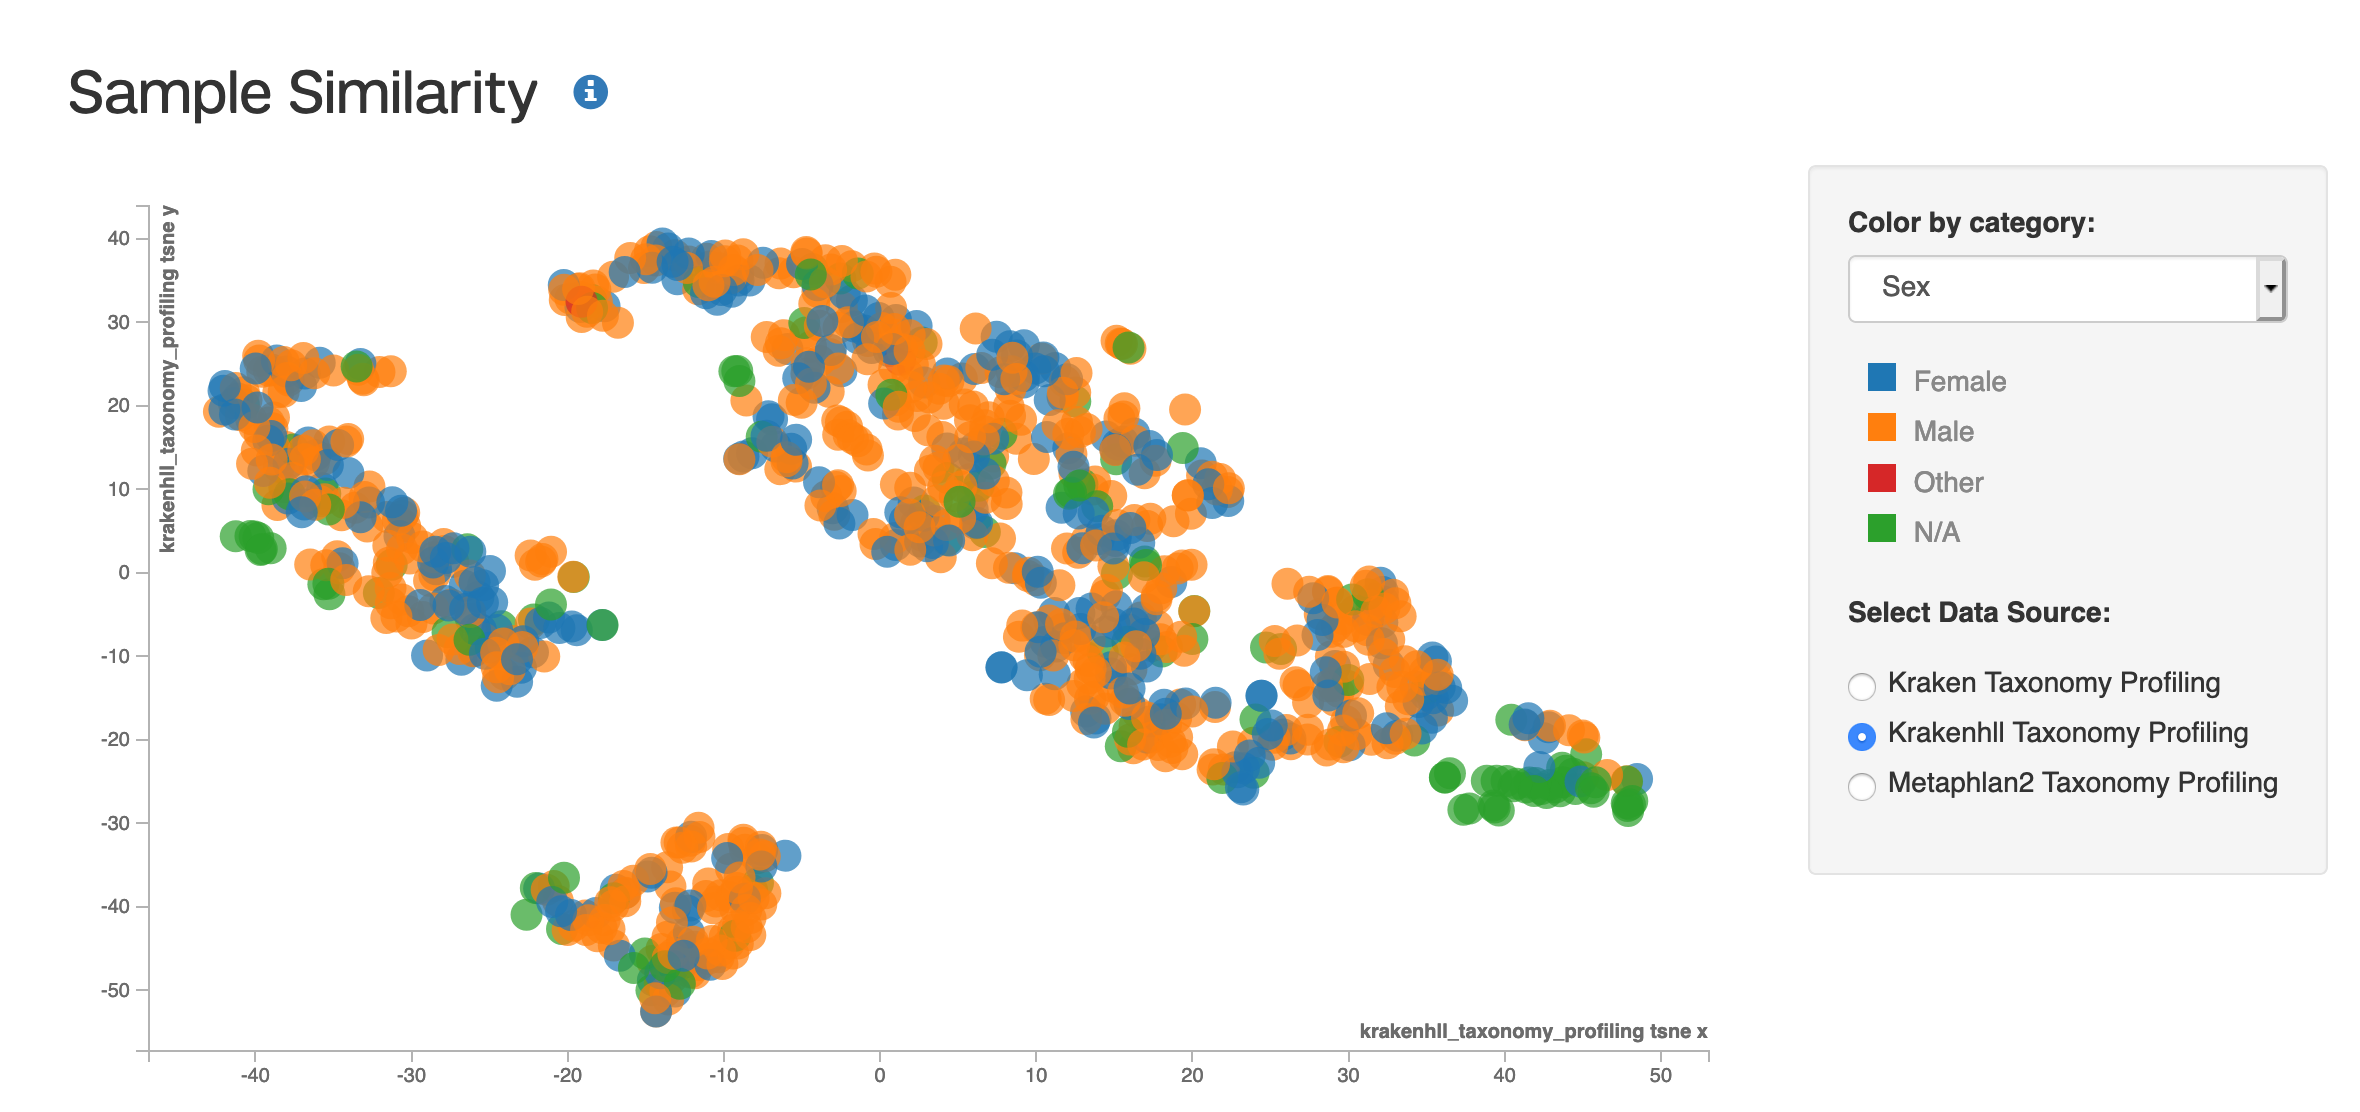 Sample Similarity
krakenhll_taxonomy_profiling tsne y
40
30
20
10
0
-10
-20
-30
-40
-50
krakenhll_taxonomy_profiling tsne x
-40
-30
-20
-10
0
10
20
30
40
50
Color by category:
Sex
Female
Male
Other
N/A
Select Data Source:
Kraken Taxonomy Profiling
Krakenhll Taxonomy Profiling
Metaphlan2 Taxonomy Profiling